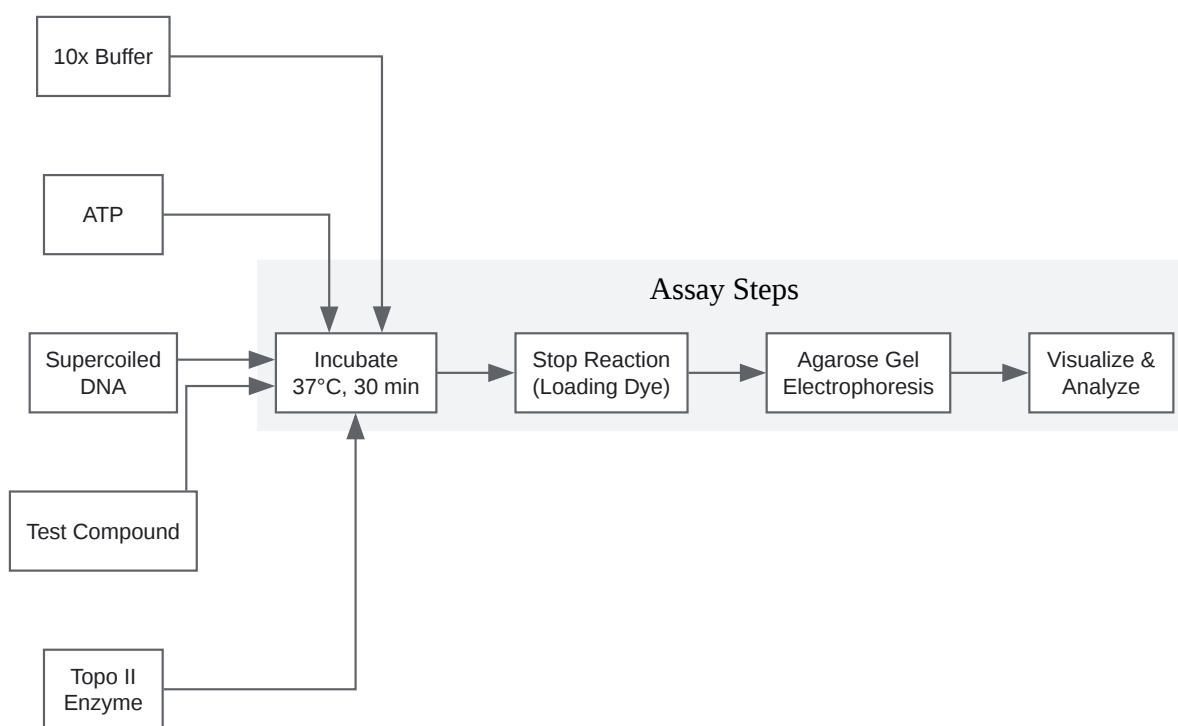 10x Buffer
ATP
Assay Steps
Supercoiled
DNA
Incubate
37°C, 30 min
Stop Reaction
(Loading Dye)
Agarose Gel
Electrophoresis
Visualize &
Analyze
Test Compound
Topo II
Enzyme